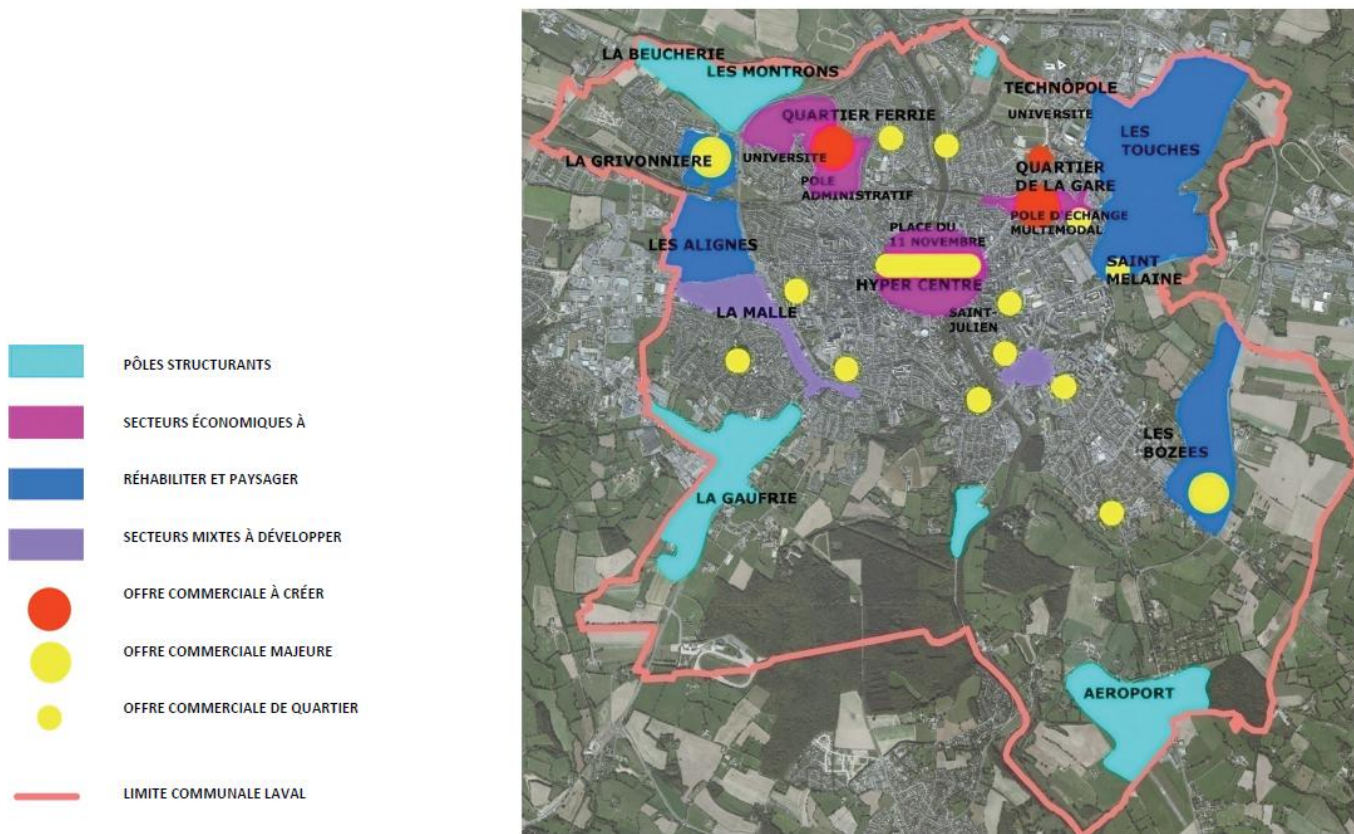 PÔLES STRUCTURANTS
SECTEURS ÉCONOMIQUES À
RÉHABILITER ET PAYSAGER
SECTEURS MIXTES À DÉVELOPPER
OFFRE COMMERCIALE À CRÉER
OFFRE COMMERCIALE MAJEURE
OFFRE COMMERCIALE DE QUARTIER
LIMITE COMMUNALE LAVAL
LA BEUCHERIE
LES MONTRONS
TECHNÔPOLE
UNIVERSITE
QUARTIER FERRIE
LES
TOUCHES
LA GRIVONNIERE
UNIVERSITE
QUARTIER
DE LA GARE
POLE
ADMINISTRATIF
POLE D'ECHANGE
MULTIMODAL
PLACE DU
11 NOVEMBRE
LES ALIGNES
HYPER CENTRE
SAINT
MELAINE
LA MALLE
SAINT-
JULIEN
LES
BOZEES
LA GAUFRIE
AEROPORT